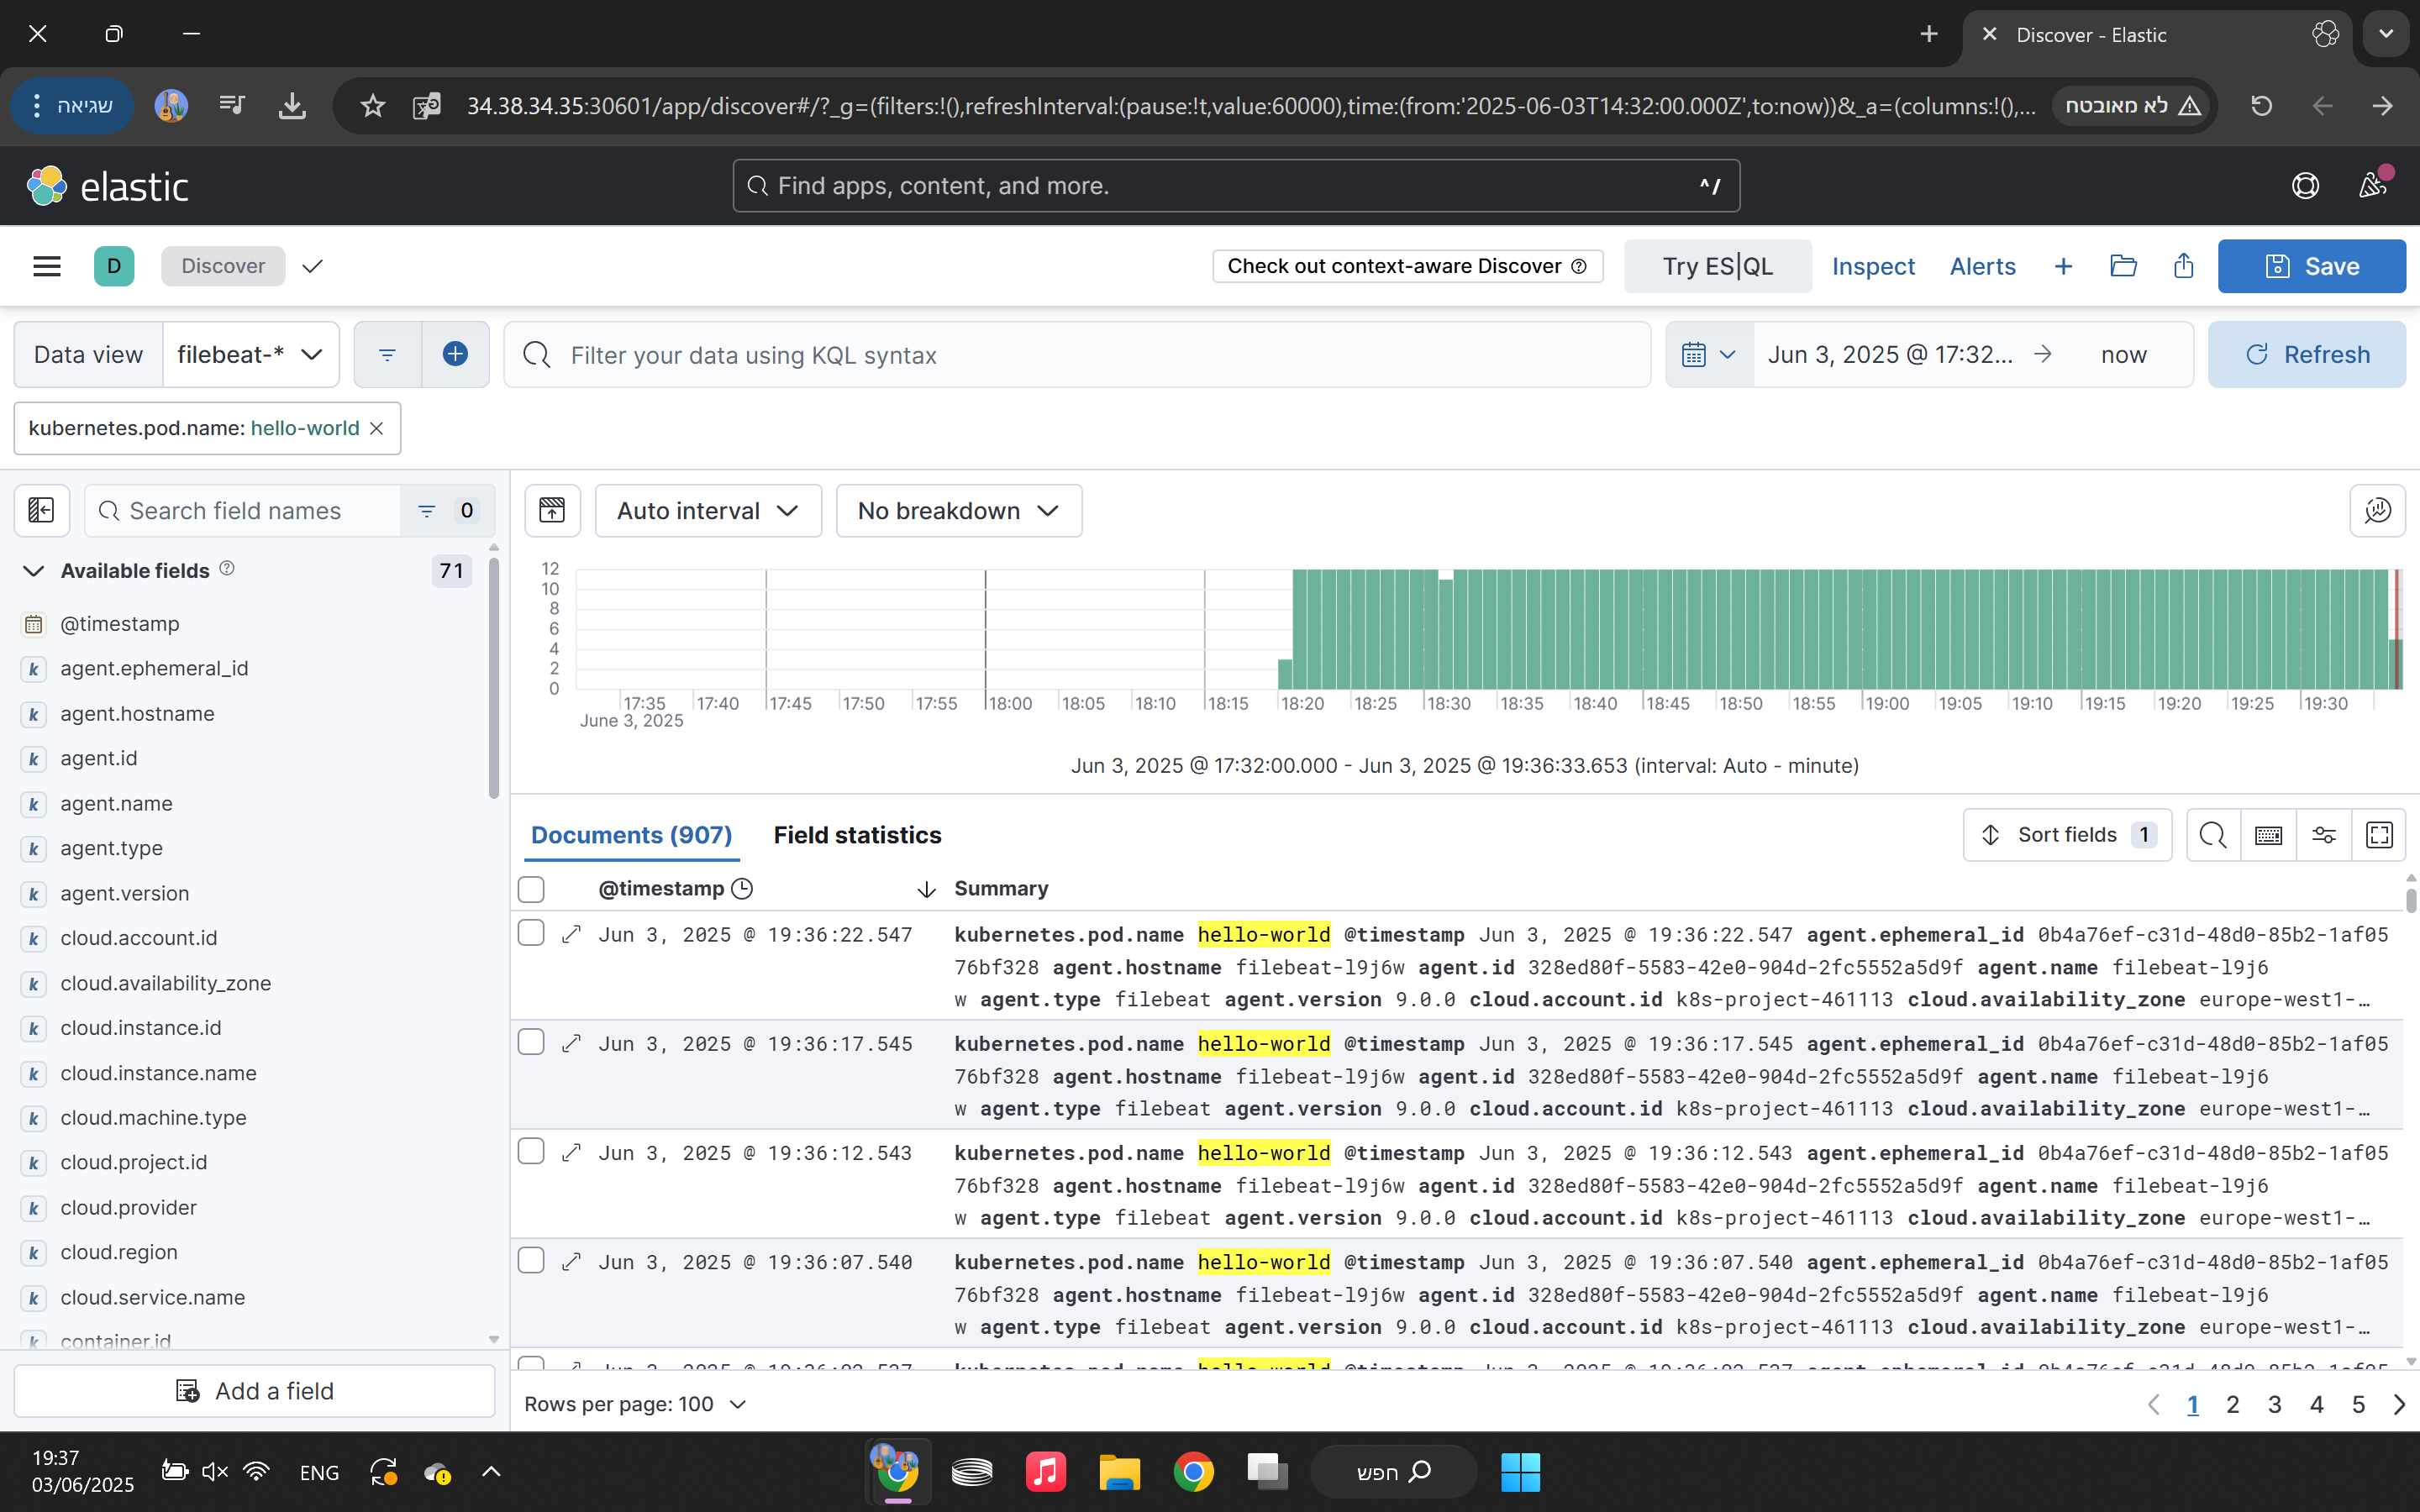 Discover - Elastic
שגיאה
34.38.34.35:30601/app/discover#/?_g=(filters:!(),refreshInterval:(pause:!t,value:60000),time:(from:'2025-06-03T14:32:00.000Z',to:now))&_a=(columns:!(),...
לא מאובטח
elastic
Find apps, content, and more.
^/
D
Discover
Check out context-aware Discover
Try ES|QL
Inspect
Alerts
Save
Data view
filebeat-*
Filter your data using KQL syntax
Jun 3, 2025 @ 17:32...
now
Refresh
kubernetes.pod.name: hello-world
Search field names
0
Auto interval
No breakdown
Available fields
71
@timestamp
k agent.ephemeral_id
k agent.hostname
k agent.id
k agent.name
k agent.type
k agent.version
k cloud.account.id
k cloud.availability_zone
k cloud.instance.id
k cloud.instance.name
k cloud.machine.type
k cloud.project.id
k cloud.provider
k cloud.region
k cloud.service.name
k container.id
Add a field
12
10
8
6
4
2
0
17:35 17:40 17:45 17:50 17:55 18:00 18:05 18:10 18:15 18:20 18:25 18:30 18:35 18:40 18:45 18:50 18:55 19:00 19:05 19:10 19:15 19:20 19:25 19:30
June 3, 2025
Jun 3, 2025 @ 17:32:00.000 - Jun 3, 2025 @ 19:36:33.653 (interval: Auto - minute)
Documents (907)
Field statistics
Sort fields 1
@timestamp
Summary
Jun 3, 2025 @ 19:36:22.547
kubernetes.pod.name hello-world @timestamp Jun 3, 2025 @ 19:36:22.547 agent.ephemeral_id 0b4a76ef-c31d-48d0-85b2-1af05
76bf328 agent.hostname filebeat-l9j6w agent.id 328ed80f-5583-42e0-904d-2fc5552a5d9f agent.name filebeat-l9j6
w agent.type filebeat agent.version 9.0.0 cloud.account.id k8s-project-461113 cloud.availability_zone europe-west1-…
Jun 3, 2025 @ 19:36:17.545
kubernetes.pod.name hello-world @timestamp Jun 3, 2025 @ 19:36:17.545 agent.ephemeral_id 0b4a76ef-c31d-48d0-85b2-1af05
76bf328 agent.hostname filebeat-l9j6w agent.id 328ed80f-5583-42e0-904d-2fc5552a5d9f agent.name filebeat-l9j6
w agent.type filebeat agent.version 9.0.0 cloud.account.id k8s-project-461113 cloud.availability_zone europe-west1-…
Jun 3, 2025 @ 19:36:12.543
kubernetes.pod.name hello-world @timestamp Jun 3, 2025 @ 19:36:12.543 agent.ephemeral_id 0b4a76ef-c31d-48d0-85b2-1af05
76bf328 agent.hostname filebeat-l9j6w agent.id 328ed80f-5583-42e0-904d-2fc5552a5d9f agent.name filebeat-l9j6
w agent.type filebeat agent.version 9.0.0 cloud.account.id k8s-project-461113 cloud.availability_zone europe-west1-…
Jun 3, 2025 @ 19:36:07.540
kubernetes.pod.name hello-world @timestamp Jun 3, 2025 @ 19:36:07.540 agent.ephemeral_id 0b4a76ef-c31d-48d0-85b2-1af05
76bf328 agent.hostname filebeat-l9j6w agent.id 328ed80f-5583-42e0-904d-2fc5552a5d9f agent.name filebeat-l9j6
w agent.type filebeat agent.version 9.0.0 cloud.account.id k8s-project-461113 cloud.availability_zone europe-west1-…
Rows per page: 100
1 2 3 4 5
19:37
03/06/2025
ENG
חפש